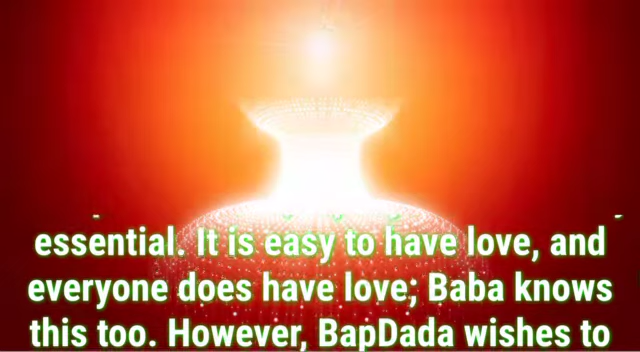 essential. It is easy to have love, and
everyone does have love; Baba knows
this too. However, BapDada wishes to